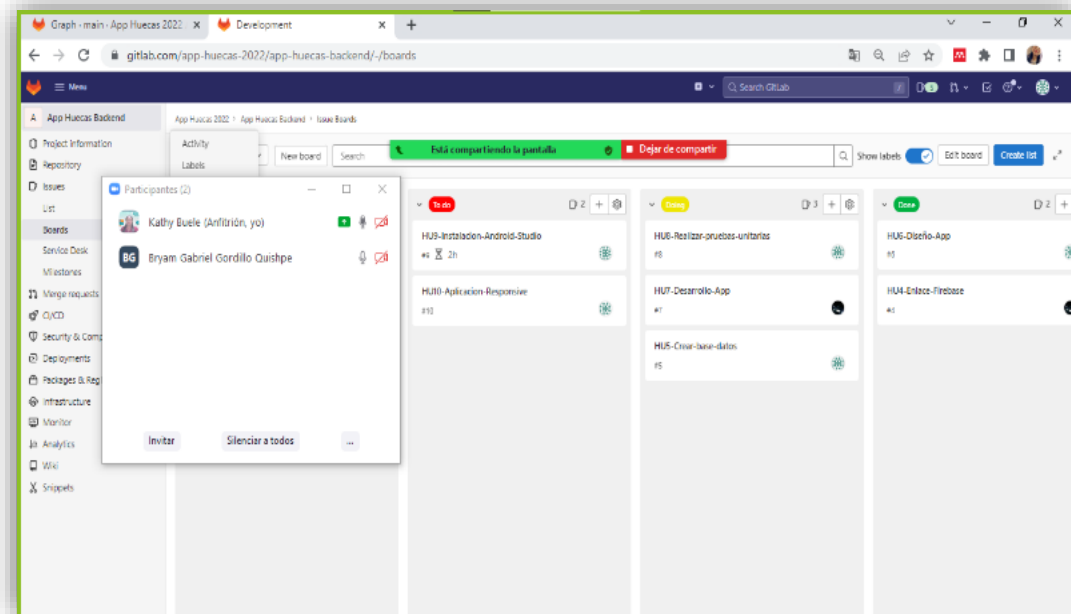 Graph · main · App Huecas 2022
Development
gitlab.com/app-huecas-2022/app-huecas-backend/-/boards
Menu
Search GitLab
A App Huecas Backend
App Huecas 2022 › App Huecas Backend › Issue Boards
Project information
Repository
Issues
List
Boards
Service Desk
Milestones
Merge requests
CI/CD
Security & Comp
Deployments
Packages & Reg
Infrastructure
Monitor
Analytics
Wiki
Snippets
Activity
Labels
New board
Search
Está compartiendo la pantalla
Dejar de compartir
Show labels
Edit board
Create list
Participantes (2)
Kathy Buele (Anfitrión, yo)
BG Bryam Gabriel Gordillo Quishpe
Invitar
Silenciar a todos
...
To do
2
HU9-Instalacion-Android-Studio
2h
HU10-Aplicacion-Responsive
#10
Doing
3
HU8-Realizar-pruebas-unitarias
#8
HU7-Desarrollo-App
#7
HU5-Crear-base-datos
#5
Done
2
HU6-Diseño-App
HU4-Enlace-Firebase
#4